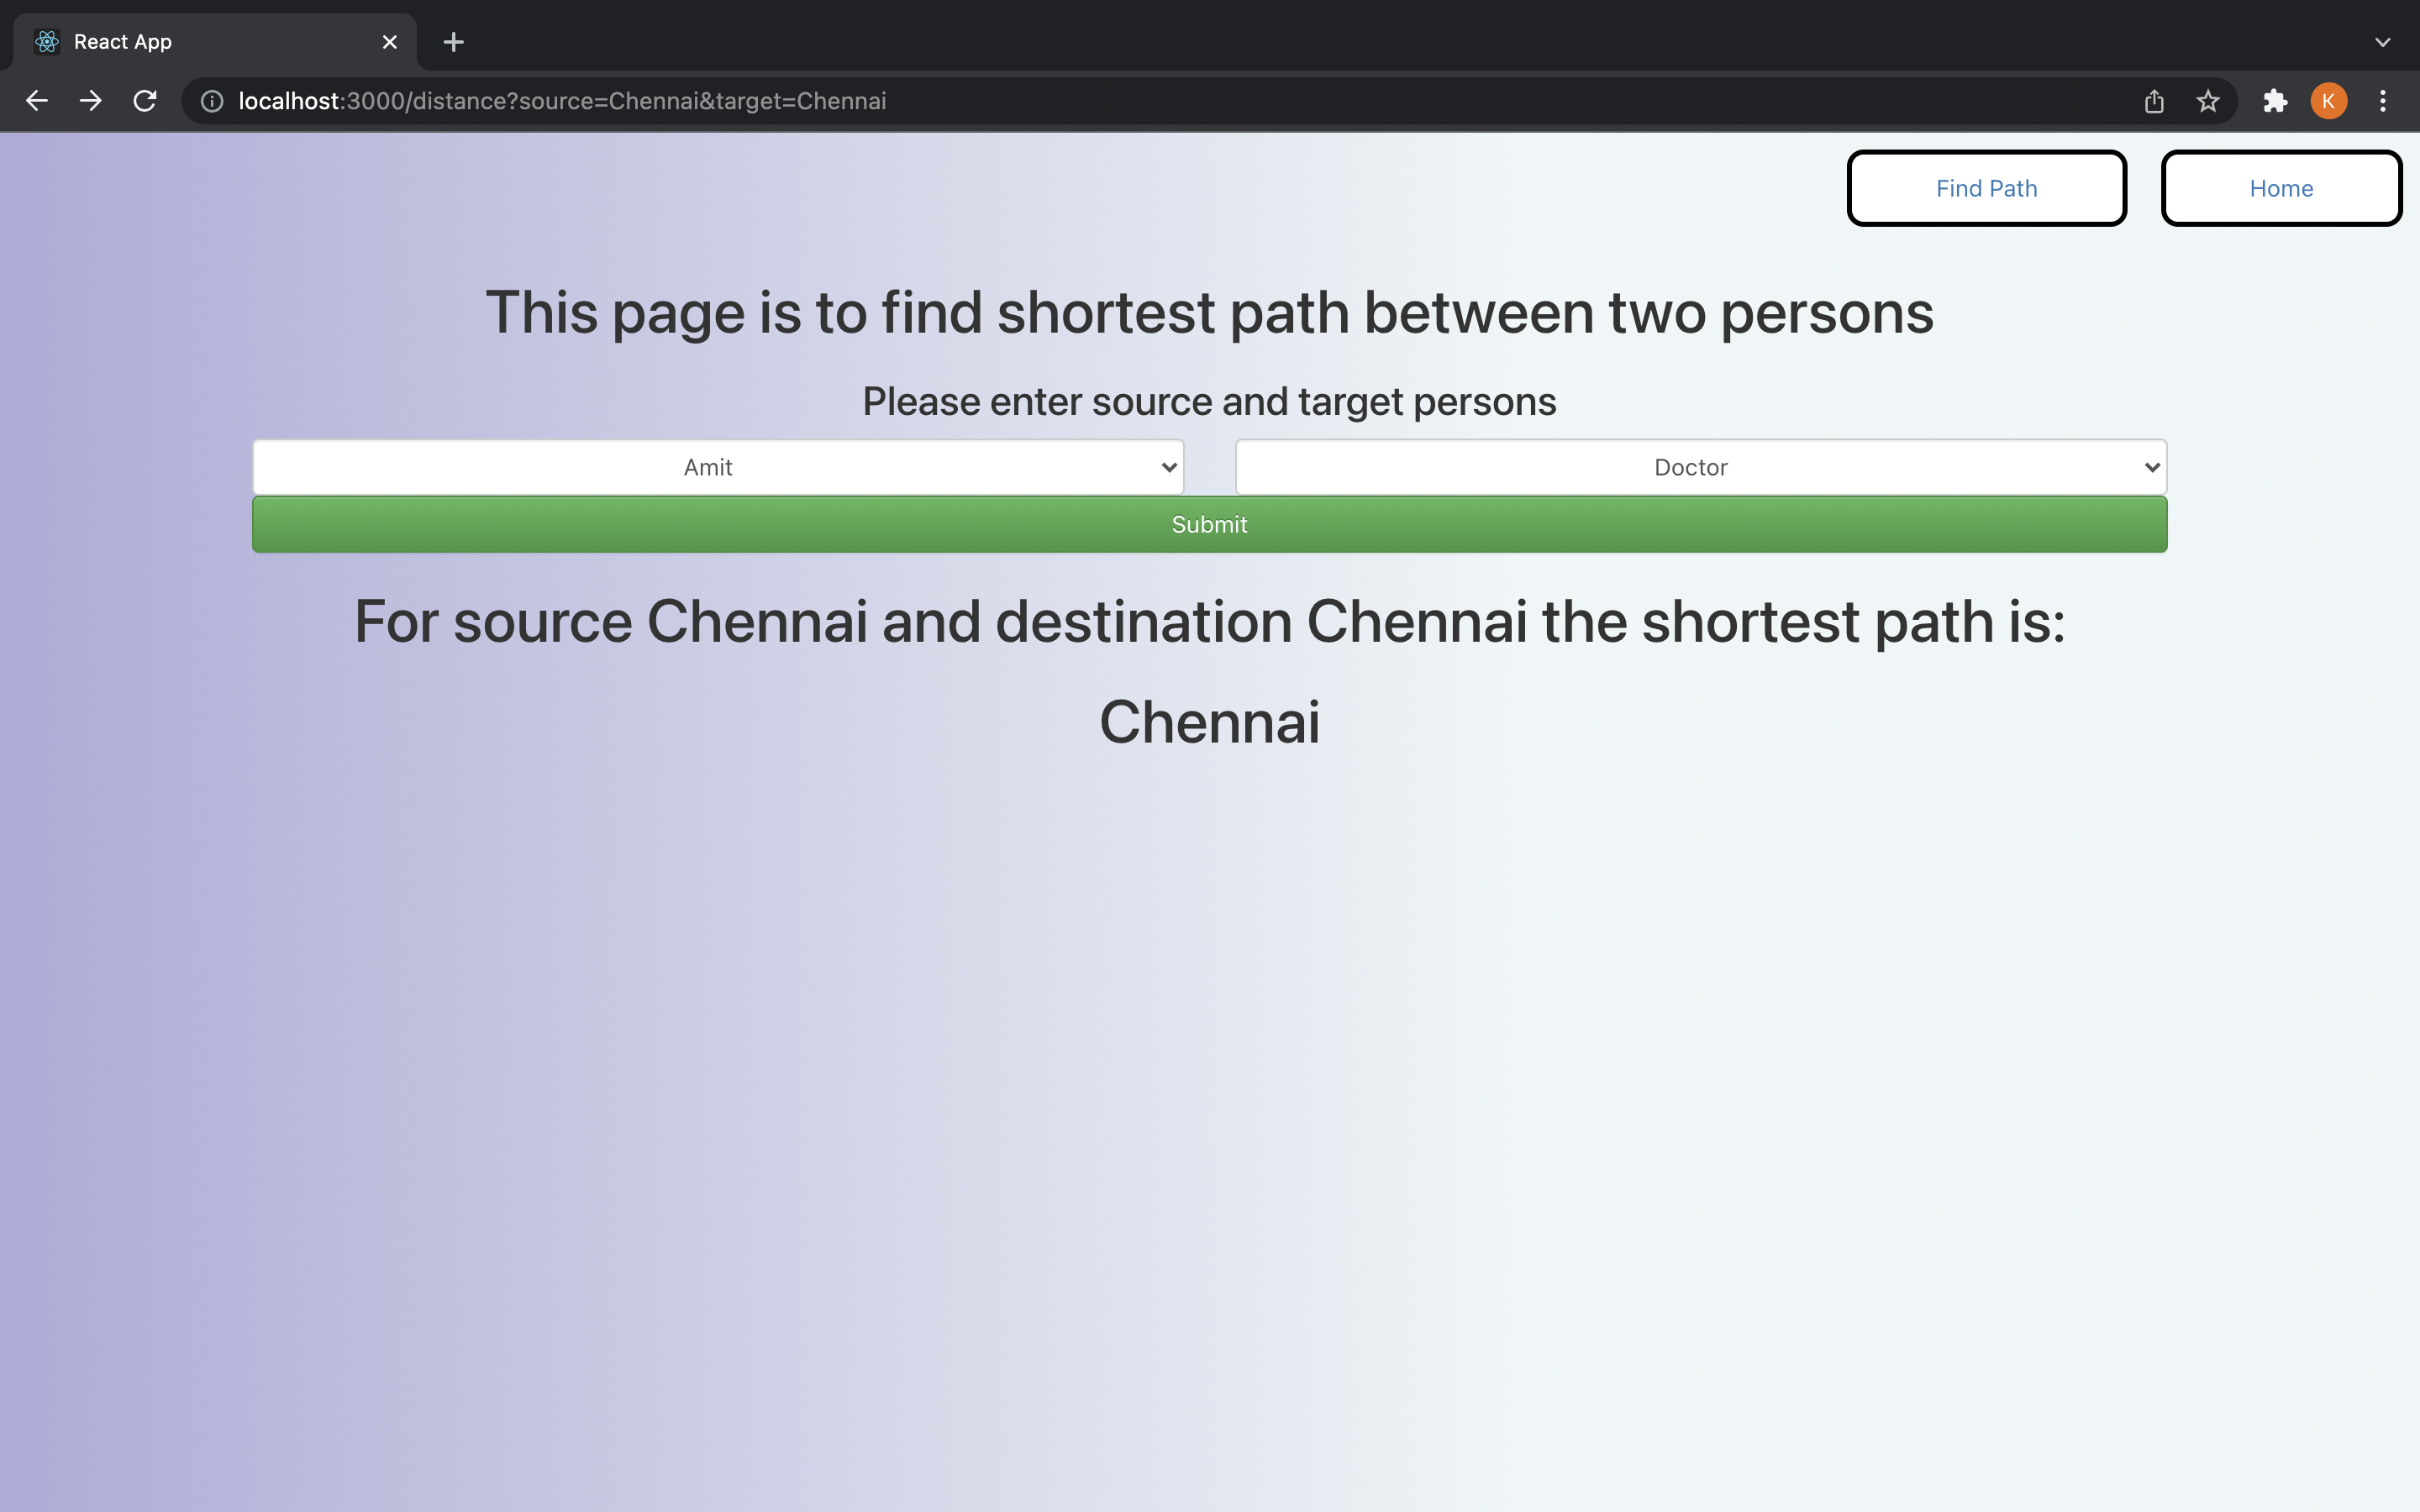 React App
localhost:3000/distance?source=Chennai&target=Chennai
K
Find Path
Home
This page is to find shortest path between two persons
Please enter source and target persons
Amit
Doctor
Submit
For source Chennai and destination Chennai the shortest path is:
Chennai